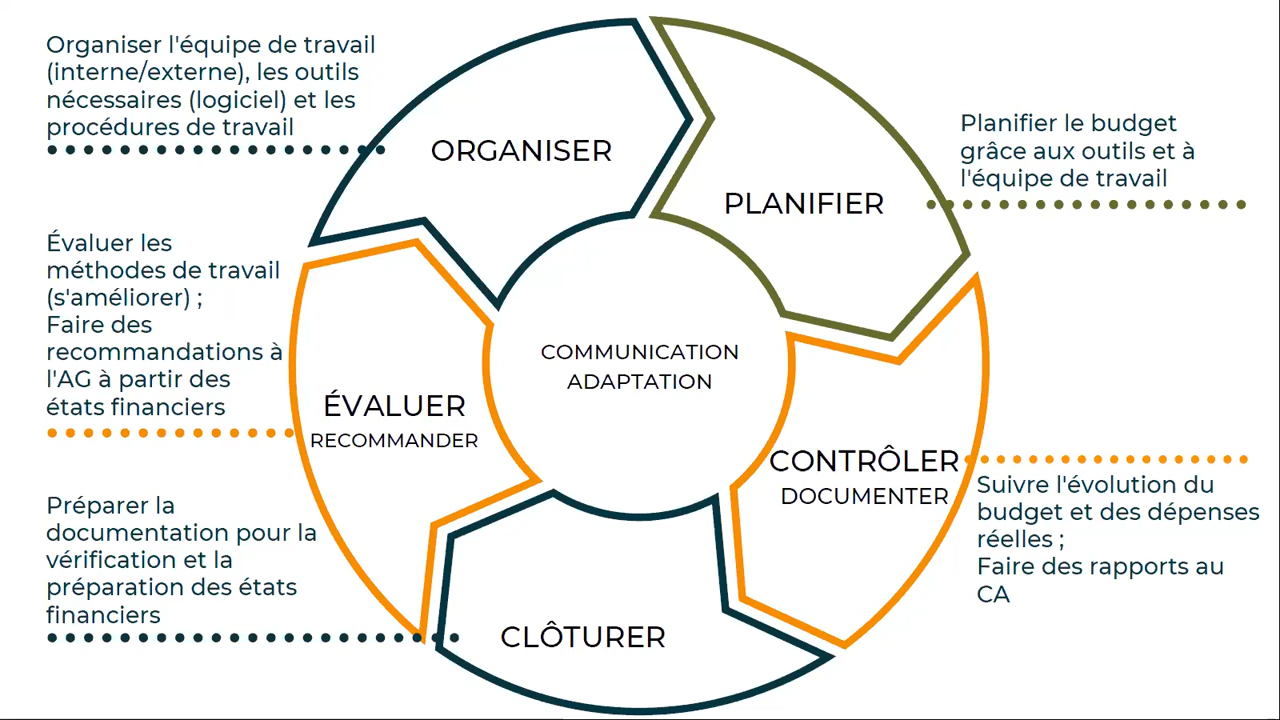 Organiser l'équipe de travail
(interne/externe), les outils
nécessaires (logiciel) et les
procédures de travail
ORGANISER
PLANIFIER
Planifier le budget
grâce aux outils et à
l'équipe de travail
Évaluer les
méthodes de travail
(s'améliorer) ;
Faire des
recommandations à
l'AG à partir des
états financiers
ÉVALUER
RECOMMANDER
COMMUNICATION
ADAPTATION
CONTRÔLER
DOCUMENTER
Suivre l'évolution du
budget et des dépenses
réelles ;
Faire des rapports au
CA
Préparer la
documentation pour la
vérification et la
préparation des états
financiers
CLÔTURER